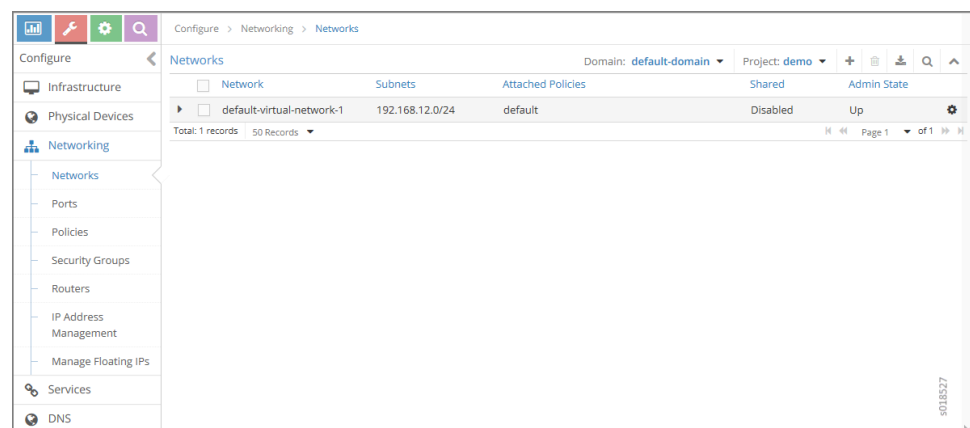 Configure > Networking > Networks
Configure
Networks
Domain: default-domain
Project: demo
Network Subnets Attached Policies Shared Admin State
default-virtual-network-1 192.168.12.0/24 default Disabled Up
Total: 1 records 50 Records
Page 1 of 1
Infrastructure
Physical Devices
Networking
Networks
Ports
Policies
Security Groups
Routers
IP Address
Management
Manage Floating IPs
Services
DNS
s018527